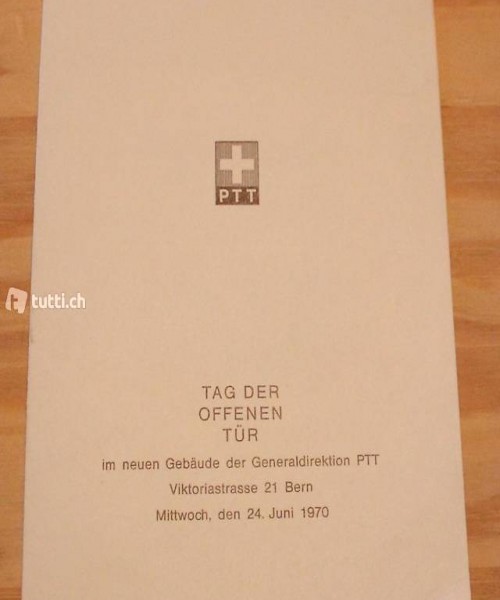 PTT
tutti.ch
TAG DER
OFFENEN
TÜR
im neuen Gebäude der Generaldirektion PTT
Viktoriastrasse 21 Bern
Mittwoch, den 24. Juni 1970